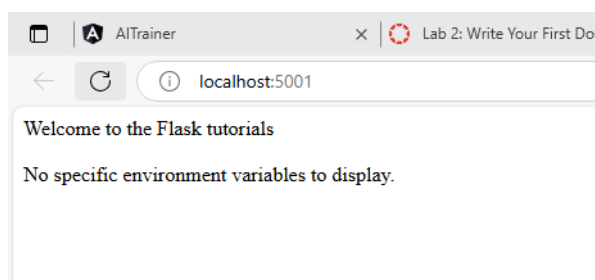 AITrainer
Lab 2: Write Your First Do
localhost:5001
Welcome to the Flask tutorials
No specific environment variables to display.